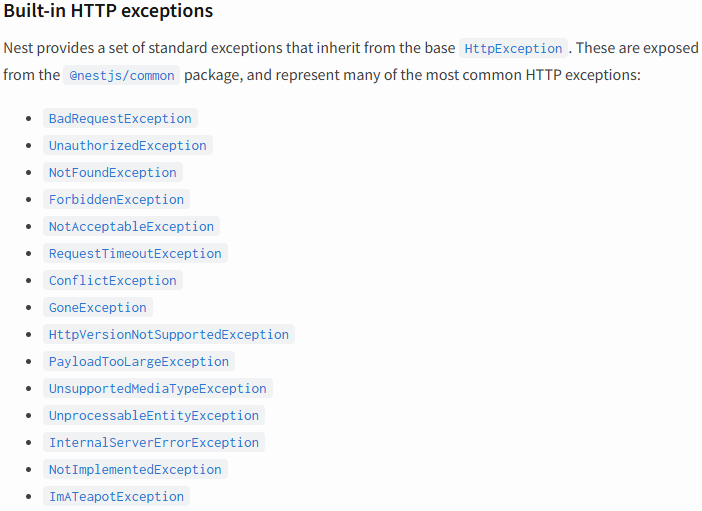 Built-in HTTP exceptions
Nest provides a set of standard exceptions that inherit from the base HttpException. These are exposed
from the @nestjs/common package, and represent many of the most common HTTP exceptions:
• BadRequestException
• UnauthorizedException
• NotFoundException
• ForbiddenException
• NotAcceptableException
• RequestTimeoutException
• ConflictException
• GoneException
• HttpVersionNotSupportedException
• PayloadTooLargeException
• UnsupportedMediaTypeException
• UnprocessableEntityException
• InternalServerErrorException
• NotImplementedException
• ImATeapotException